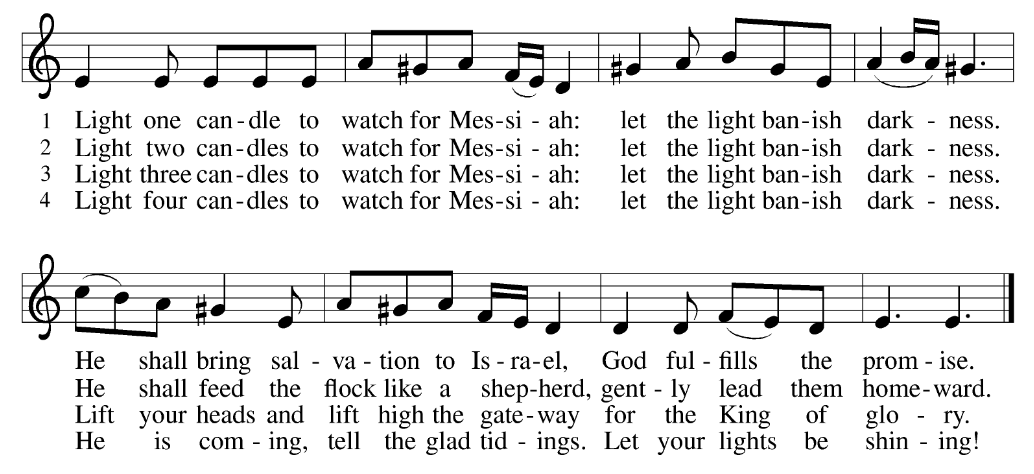 1 Light one can-dle to watch for Mes-si - ah: let the light ban-ish dark - ness.
2 Light two can-dles to watch for Mes-si - ah: let the light ban-ish dark - ness.
3 Light three can-dles to watch for Mes-si - ah: let the light ban-ish dark - ness.
4 Light four can-dles to watch for Mes-si - ah: let the light ban-ish dark - ness.
He shall bring sal - va - tion to Is - ra-el, God ful - fills the prom - ise.
He shall feed the flock like a shep-herd, gent - ly lead them home-ward.
Lift your heads and lift high the gate-way for the King of glo - ry.
He is com - ing, tell the glad tid - ings. Let your lights be shin - ing!